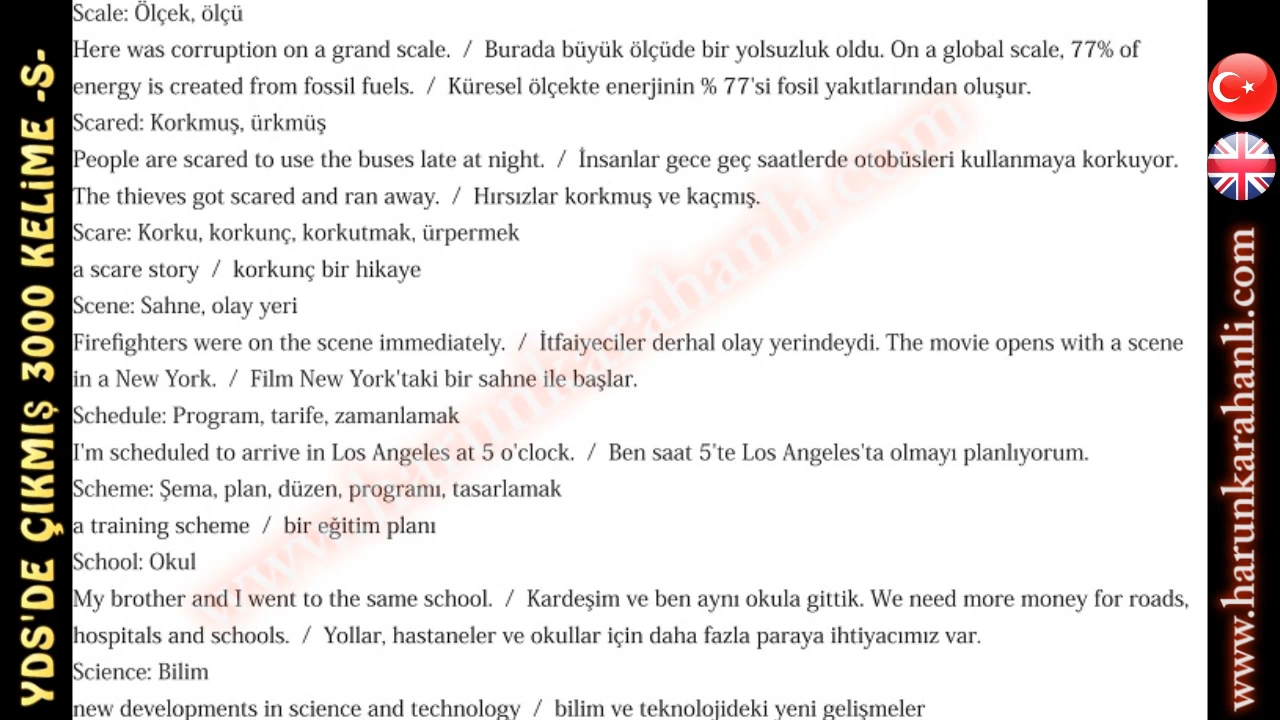 YDS'DE ÇIKMIŞ 3000 KELİME -S-
Scale: Ölçek, ölçü
Here was corruption on a grand scale. / Burada büyük ölçüde bir yolsuzluk oldu. On a global scale, 77% of
energy is created from fossil fuels. / Küresel ölçekte enerjinin % 77'si fosil yakıtlarından oluşur.
Scared: Korkmuş, ürkmüş
People are scared to use the buses late at night. / İnsanlar gece geç saatlerde otobüsleri kullanmaya korkuyor.
The thieves got scared and ran away. / Hırsızlar korkmuş ve kaçmış.
Scare: Korku, korkunç, korkutmak, ürpermek
a scare story / korkunç bir hikaye
Scene: Sahne, olay yeri
Firefighters were on the scene immediately. / İtfaiyeciler derhal olay yerindeydi. The movie opens with a scene
in a New York. / Film New York'taki bir sahne ile başlar.
Schedule: Program, tarife, zamanlamak
I'm scheduled to arrive in Los Angeles at 5 o'clock. / Ben saat 5'te Los Angeles'ta olmayı planlıyorum.
Scheme: Şema, plan, düzen, programı, tasarlamak
a training scheme / bir eğitim planı
School: Okul
My brother and I went to the same school. / Kardeşim ve ben aynı okula gittik. We need more money for roads,
hospitals and schools. / Yollar, hastaneler ve okullar için daha fazla paraya ihtiyacımız var.
Science: Bilim
new developments in science and technology / bilim ve teknolojideki yeni gelişmeler
www.harunkarahanli.com
www.harunkarahanli.com